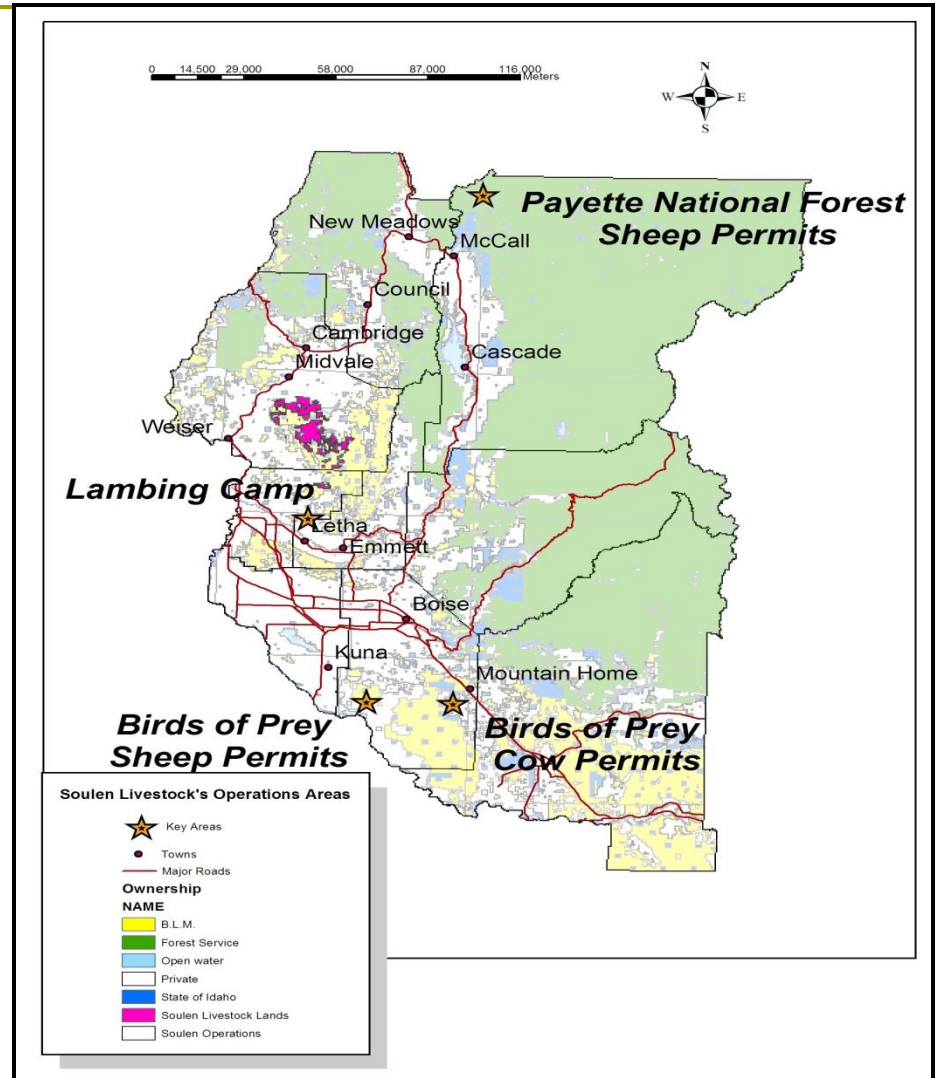 0 14,500 29,000 58,000 87,000 116,000
Meters
N
W E
S
Payette National Forest
Sheep Permits
New Meadows
McCall
Council
Cambridge
Cascade
Midvale
Weiser
Lambing Camp
Letha
Emmett
Boise
Kuna
Mountain Home
Birds of Prey
Sheep Permits
Birds of Prey
Cow Permits
Soulen Livestock's Operations Areas
Key Areas
Towns
Major Roads
Ownership
NAME
B.L.M.
Forest Service
Open water
Private
State of Idaho
Soulen Livestock Lands
Soulen Operations